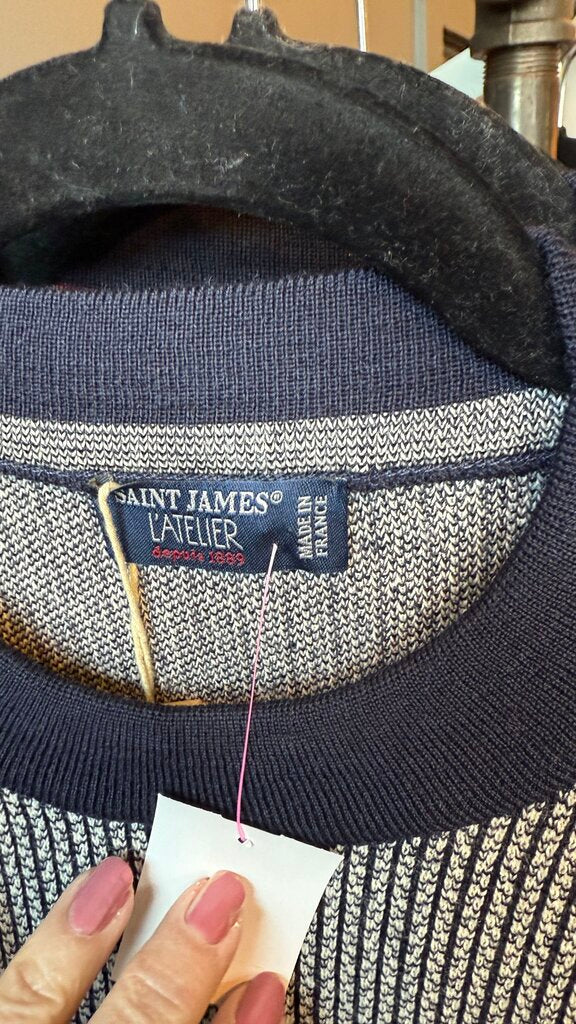 SAINT JAMES®
L'ATELIER
depuis 1889
MADE IN
FRANCE